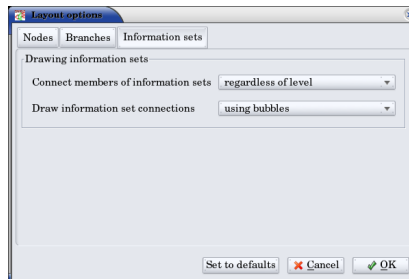 Layout options
Nodes Branches Information sets
Drawing information sets
Connect members of information sets regardless of level
Draw information set connections using bubbles
Set to defaults Cancel OK